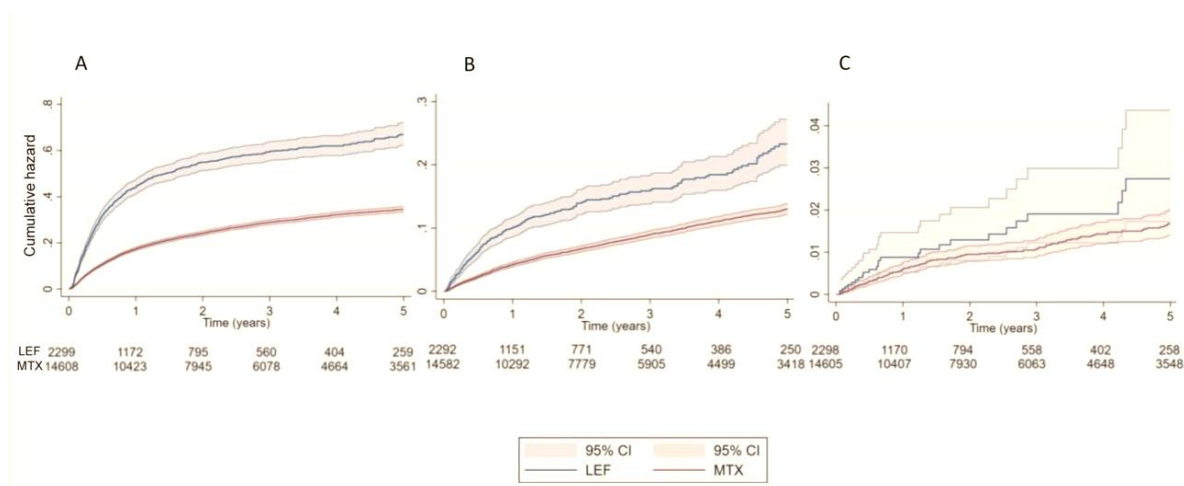 A B C
Cumulative hazard
.8
.6
.4
.2
0
0 1 2 3 4 5
Time (years)
.3
.2
.1
0
0 1 2 3 4 5
Time (years)
.04
.03
.02
.01
0
0 1 2 3 4 5
Time (years)
LEF 2299 1172 795 560 404 259 2292 1151 771 540 386 250 2298 1170 794 558 402 258
MTX 14608 10423 7945 6078 4664 3561 14582 10292 7779 5905 4499 3418 14605 10407 7930 6063 4648 3548
95% CI 95% CI
LEF MTX